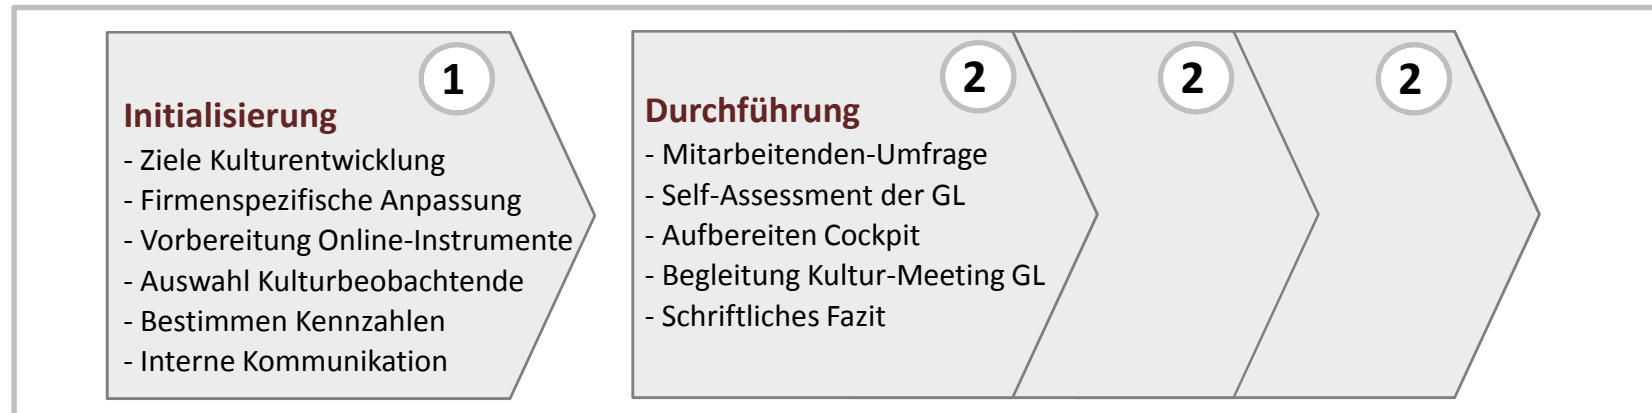 1
Initialisierung
- Ziele Kulturentwicklung
- Firmenspezifische Anpassung
- Vorbereitung Online-Instrumente
- Auswahl Kulturbeobachtende
- Bestimmen Kennzahlen
- Interne Kommunikation
2
Durchführung
- Mitarbeitenden-Umfrage
- Self-Assessment der GL
- Aufbereiten Cockpit
- Begleitung Kultur-Meeting GL
- Schriftliches Fazit
2
2